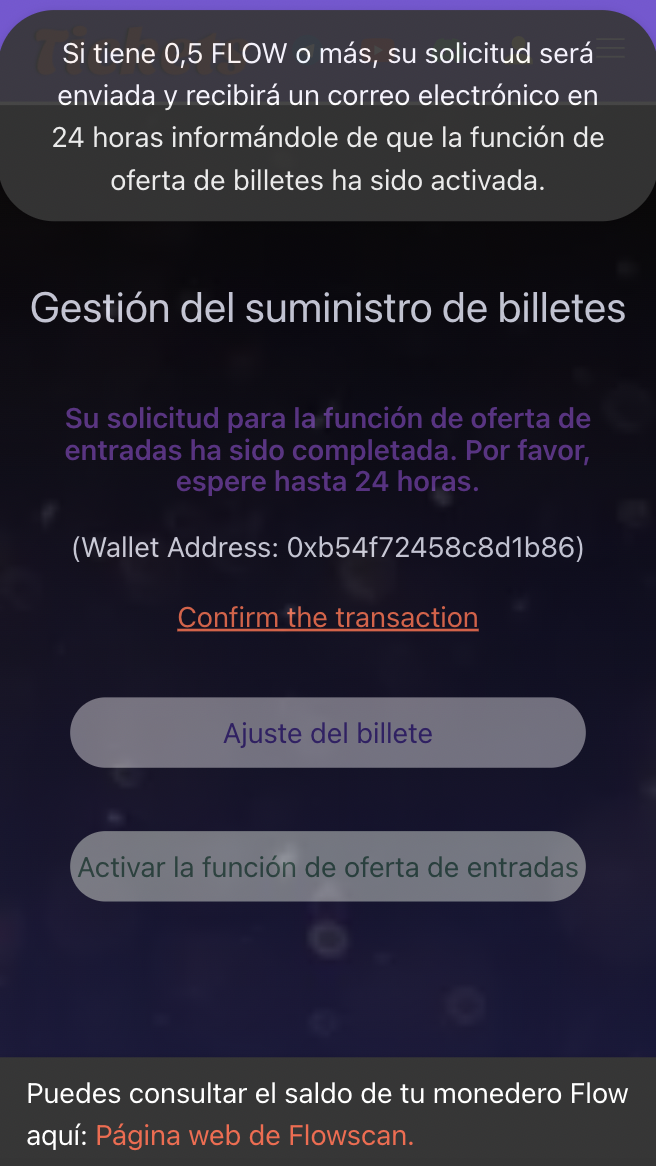 Si tiene 0,5 FLOW o más, su solicitud será
enviada y recibirá un correo electrónico en
24 horas informándole de que la función de
oferta de billetes ha sido activada.
Gestión del suministro de billetes
Su solicitud para la función de oferta de
entradas ha sido completada. Por favor,
espere hasta 24 horas.
(Wallet Address: 0xb54f72458c8d1b86)
Confirm the transaction
Ajuste del billete
Activar la función de oferta de entradas
Puedes consultar el saldo de tu monedero Flow
aquí: Página web de Flowscan.